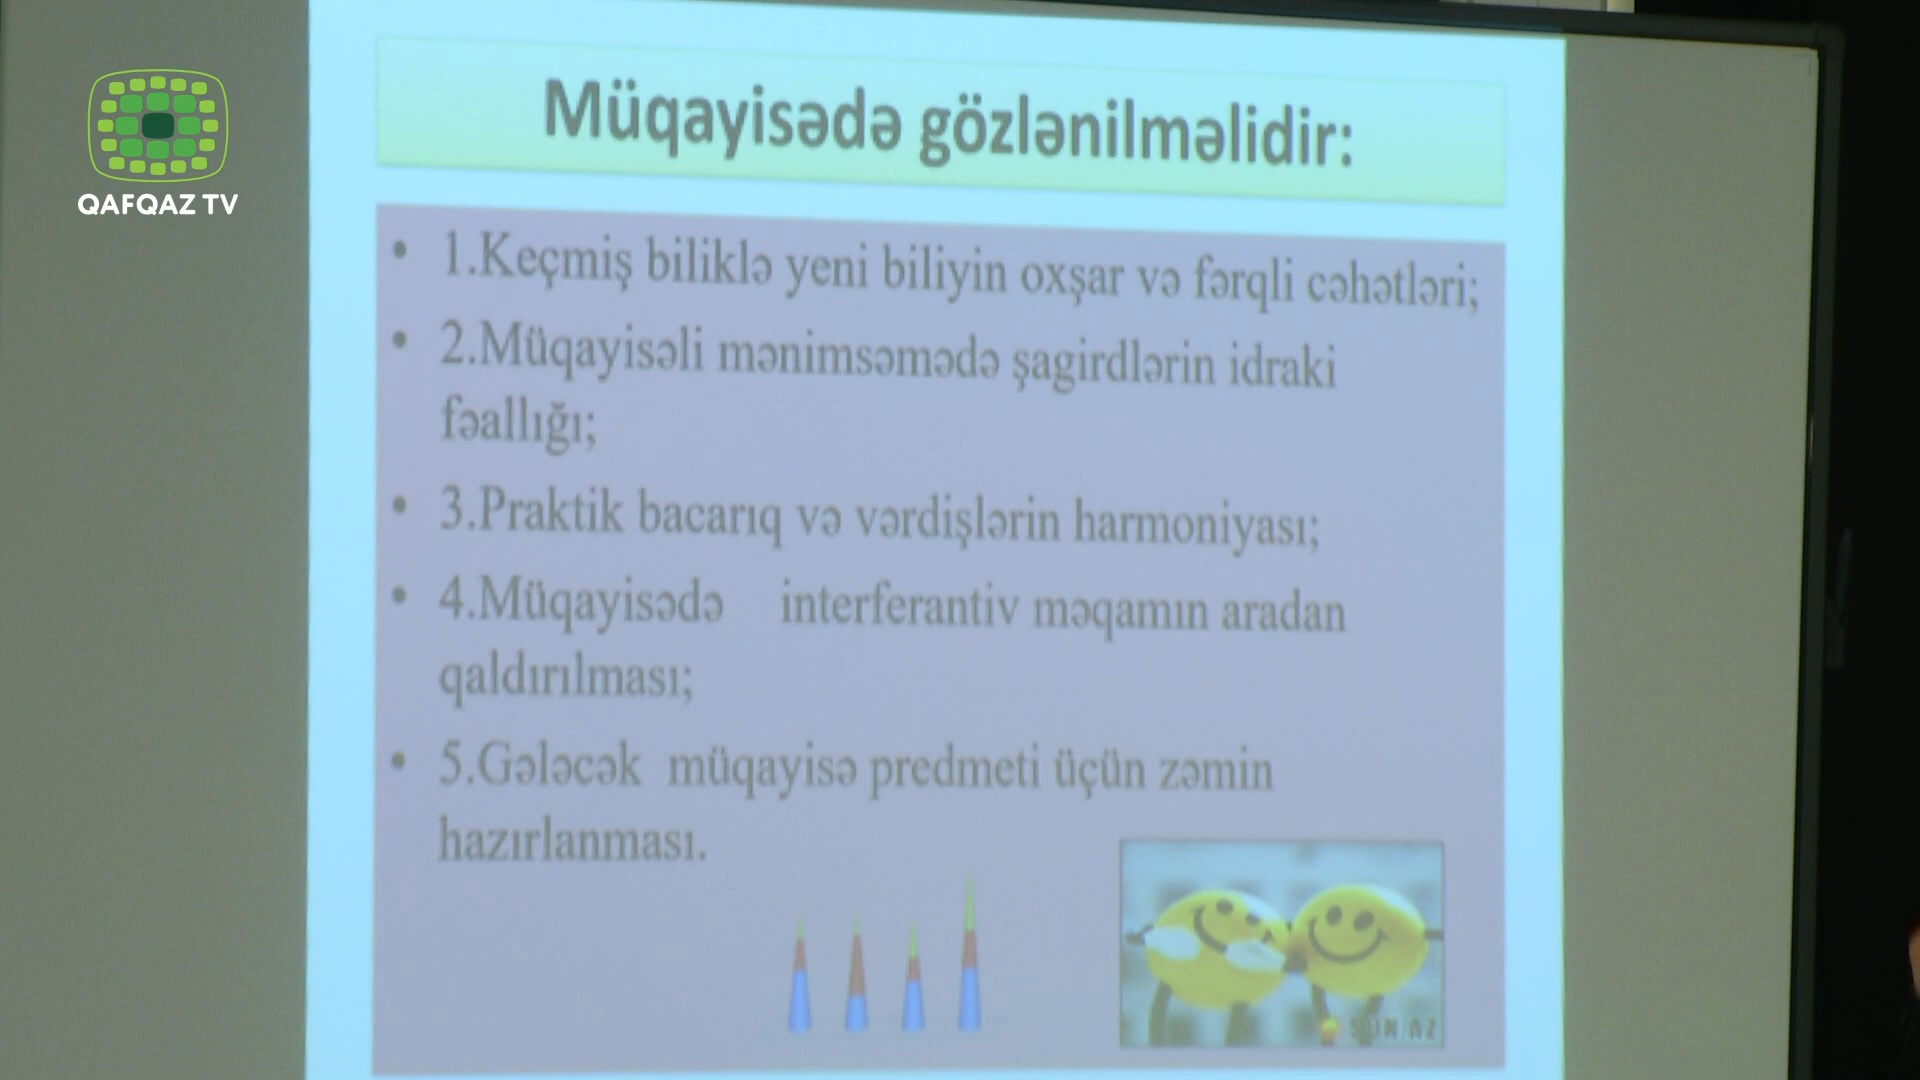 QAFQAZ TV
Müqayisədə gözlənilməlidir:
• 1.Keçmiş biliklə yeni biliyin oxşar və fərqli cəhətləri;
• 2.Müqayisəli mənimsəmədə şagirdlərin idraki
fəallığı;
• 3.Praktik bacarıq və vərdişlərin harmoniyası;
• 4.Müqayisədə interferantiv məqamın aradan
qaldırılması;
• 5.Gələcək müqayisə predmeti üçün zəmin
hazırlanması.